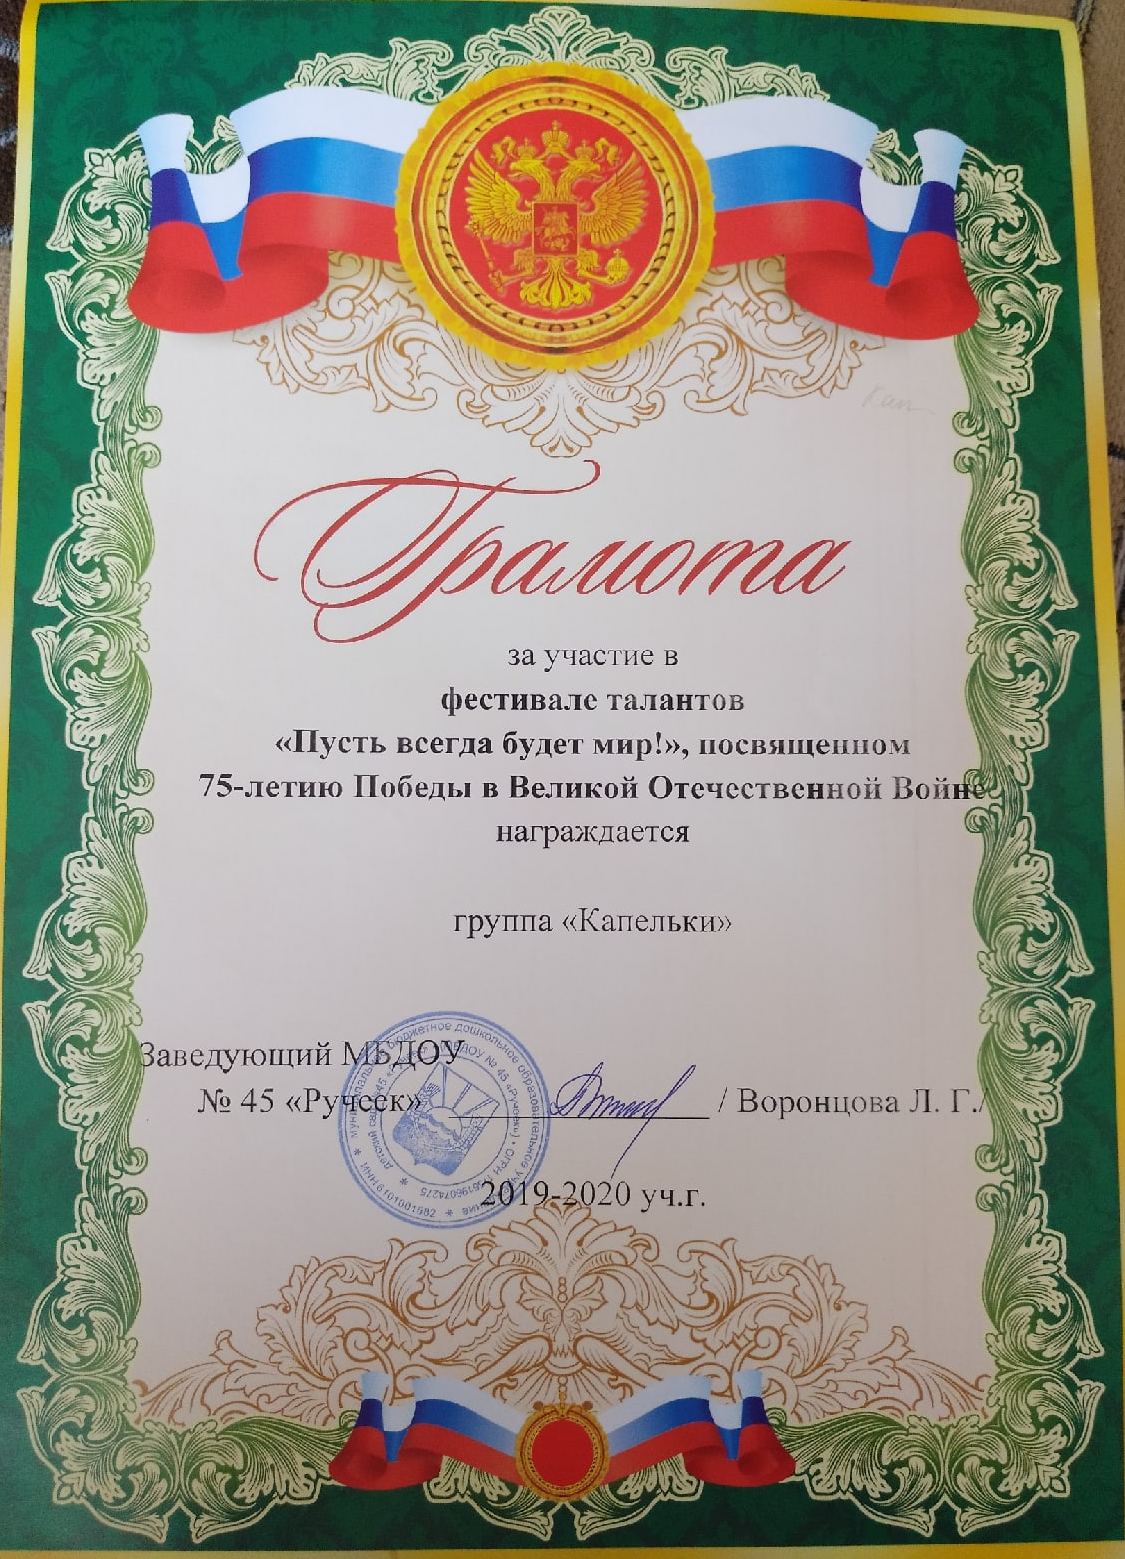 Грамота
за участие в
фестивале талантов
«Пусть всегда будет мир!», посвященном
75-летию Победы в Великой Отечественной Войне
награждается
группа «Капельки»
Заведующий МБДОУ
№ 45 «Ручеек» / Воронцова Л. Г./
2019-2020 уч.г.